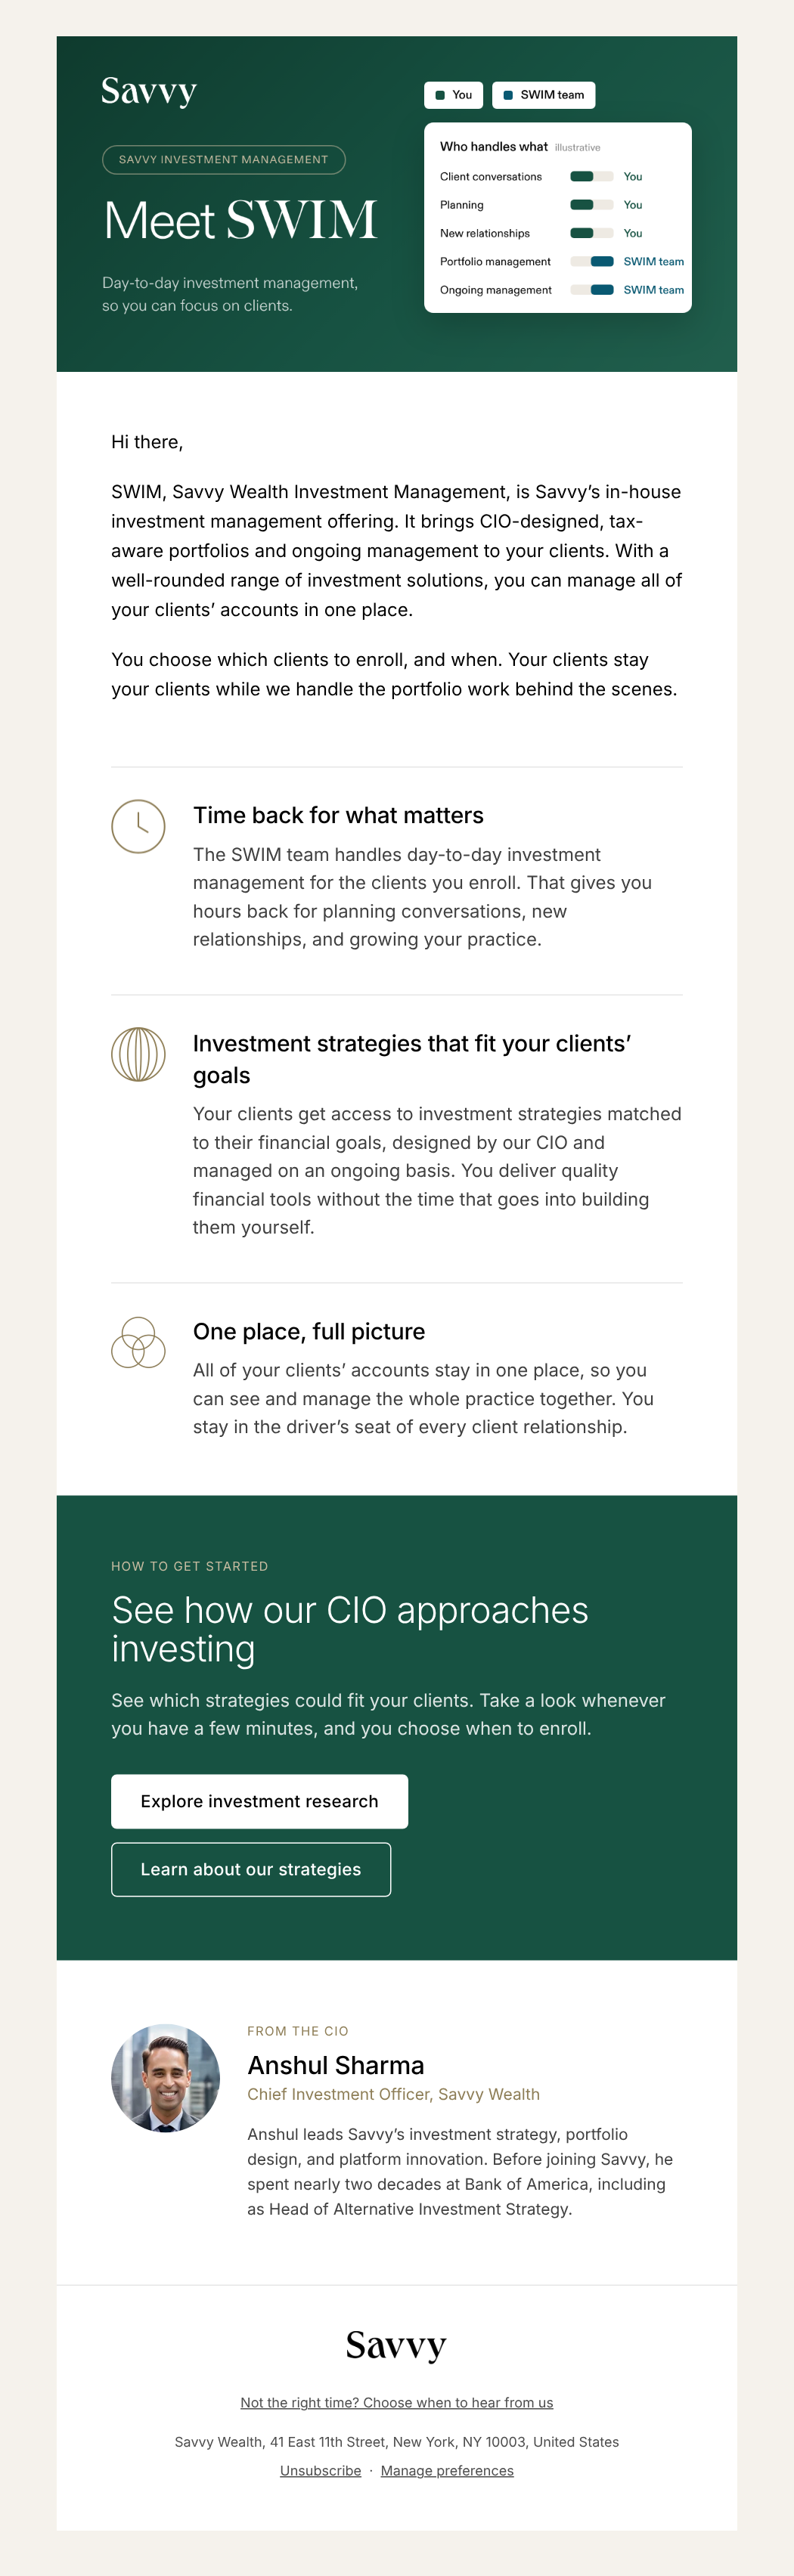 Savvy
SAVVY INVESTMENT MANAGEMENT
Meet SWIM
Day-to-day investment management,
so you can focus on clients.
You
SWIM team
Who handles what illustrative
Client conversations You
Planning You
New relationships You
Portfolio management SWIM team
Ongoing management SWIM team
Hi there,
SWIM, Savvy Wealth Investment Management, is Savvy’s in-house
investment management offering. It brings CIO-designed, tax-
aware portfolios and ongoing management to your clients. With a
well-rounded range of investment solutions, you can manage all of
your clients’ accounts in one place.
You choose which clients to enroll, and when. Your clients stay
your clients while we handle the portfolio work behind the scenes.
Time back for what matters
The SWIM team handles day-to-day investment
management for the clients you enroll. That gives you
hours back for planning conversations, new
relationships, and growing your practice.
Investment strategies that fit your clients’
goals
Your clients get access to investment strategies matched
to their financial goals, designed by our CIO and
managed on an ongoing basis. You deliver quality
financial tools without the time that goes into building
them yourself.
One place, full picture
All of your clients’ accounts stay in one place, so you
can see and manage the whole practice together. You
stay in the driver’s seat of every client relationship.
HOW TO GET STARTED
See how our CIO approaches
investing
See which strategies could fit your clients. Take a look whenever
you have a few minutes, and you choose when to enroll.
Explore investment research
Learn about our strategies
FROM THE CIO
Anshul Sharma
Chief Investment Officer, Savvy Wealth
Anshul leads Savvy’s investment strategy, portfolio
design, and platform innovation. Before joining Savvy, he
spent nearly two decades at Bank of America, including
as Head of Alternative Investment Strategy.
Savvy
Not the right time? Choose when to hear from us
Savvy Wealth, 41 East 11th Street, New York, NY 10003, United States
Unsubscribe · Manage preferences